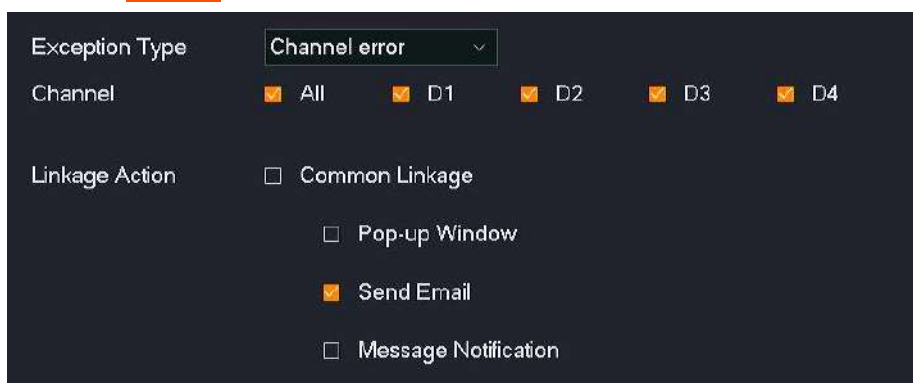 Exception Type Channel error
Channel All D1 D2 D3 D4
Linkage Action Common Linkage
Pop-up Window
Send Email
Message Notification